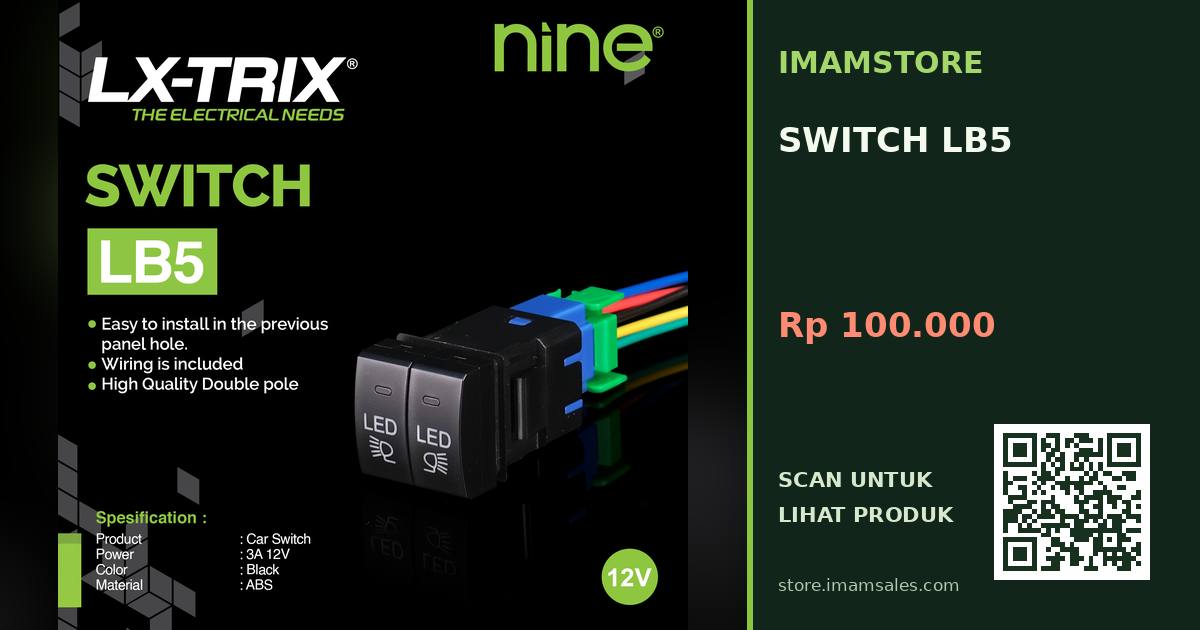 LX-TRIX®
THE ELECTRICAL NEEDS
nine®
SWITCH
LB5
Easy to install in the previous
panel hole.
Wiring is included
High Quality Double pole
LED
LED
Spesification :
Product : Car Switch
Power : 3A 12V
Color : Black
Material : ABS
12V
IMAMSTORE
SWITCH LB5
Rp 100.000
SCAN UNTUK
LIHAT PRODUK
store.imamsales.com